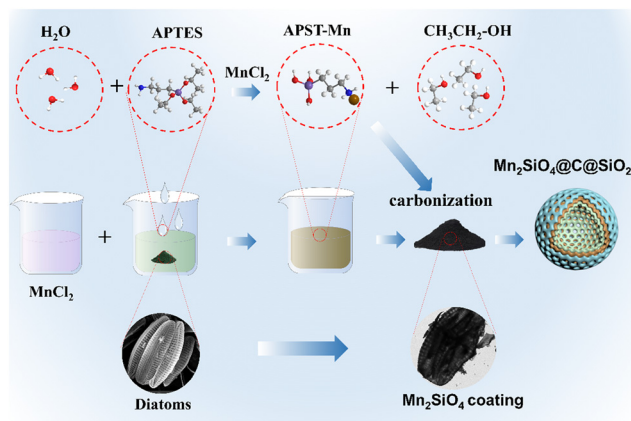 H₂O
APTES
APST-Mn
CH3CH2-OH
+
MnCl₂
+
Mn₂SiO₄@C@SiO₂
carbonization
+
MnCl₂
Diatoms
Mn₂SiO₄ coating